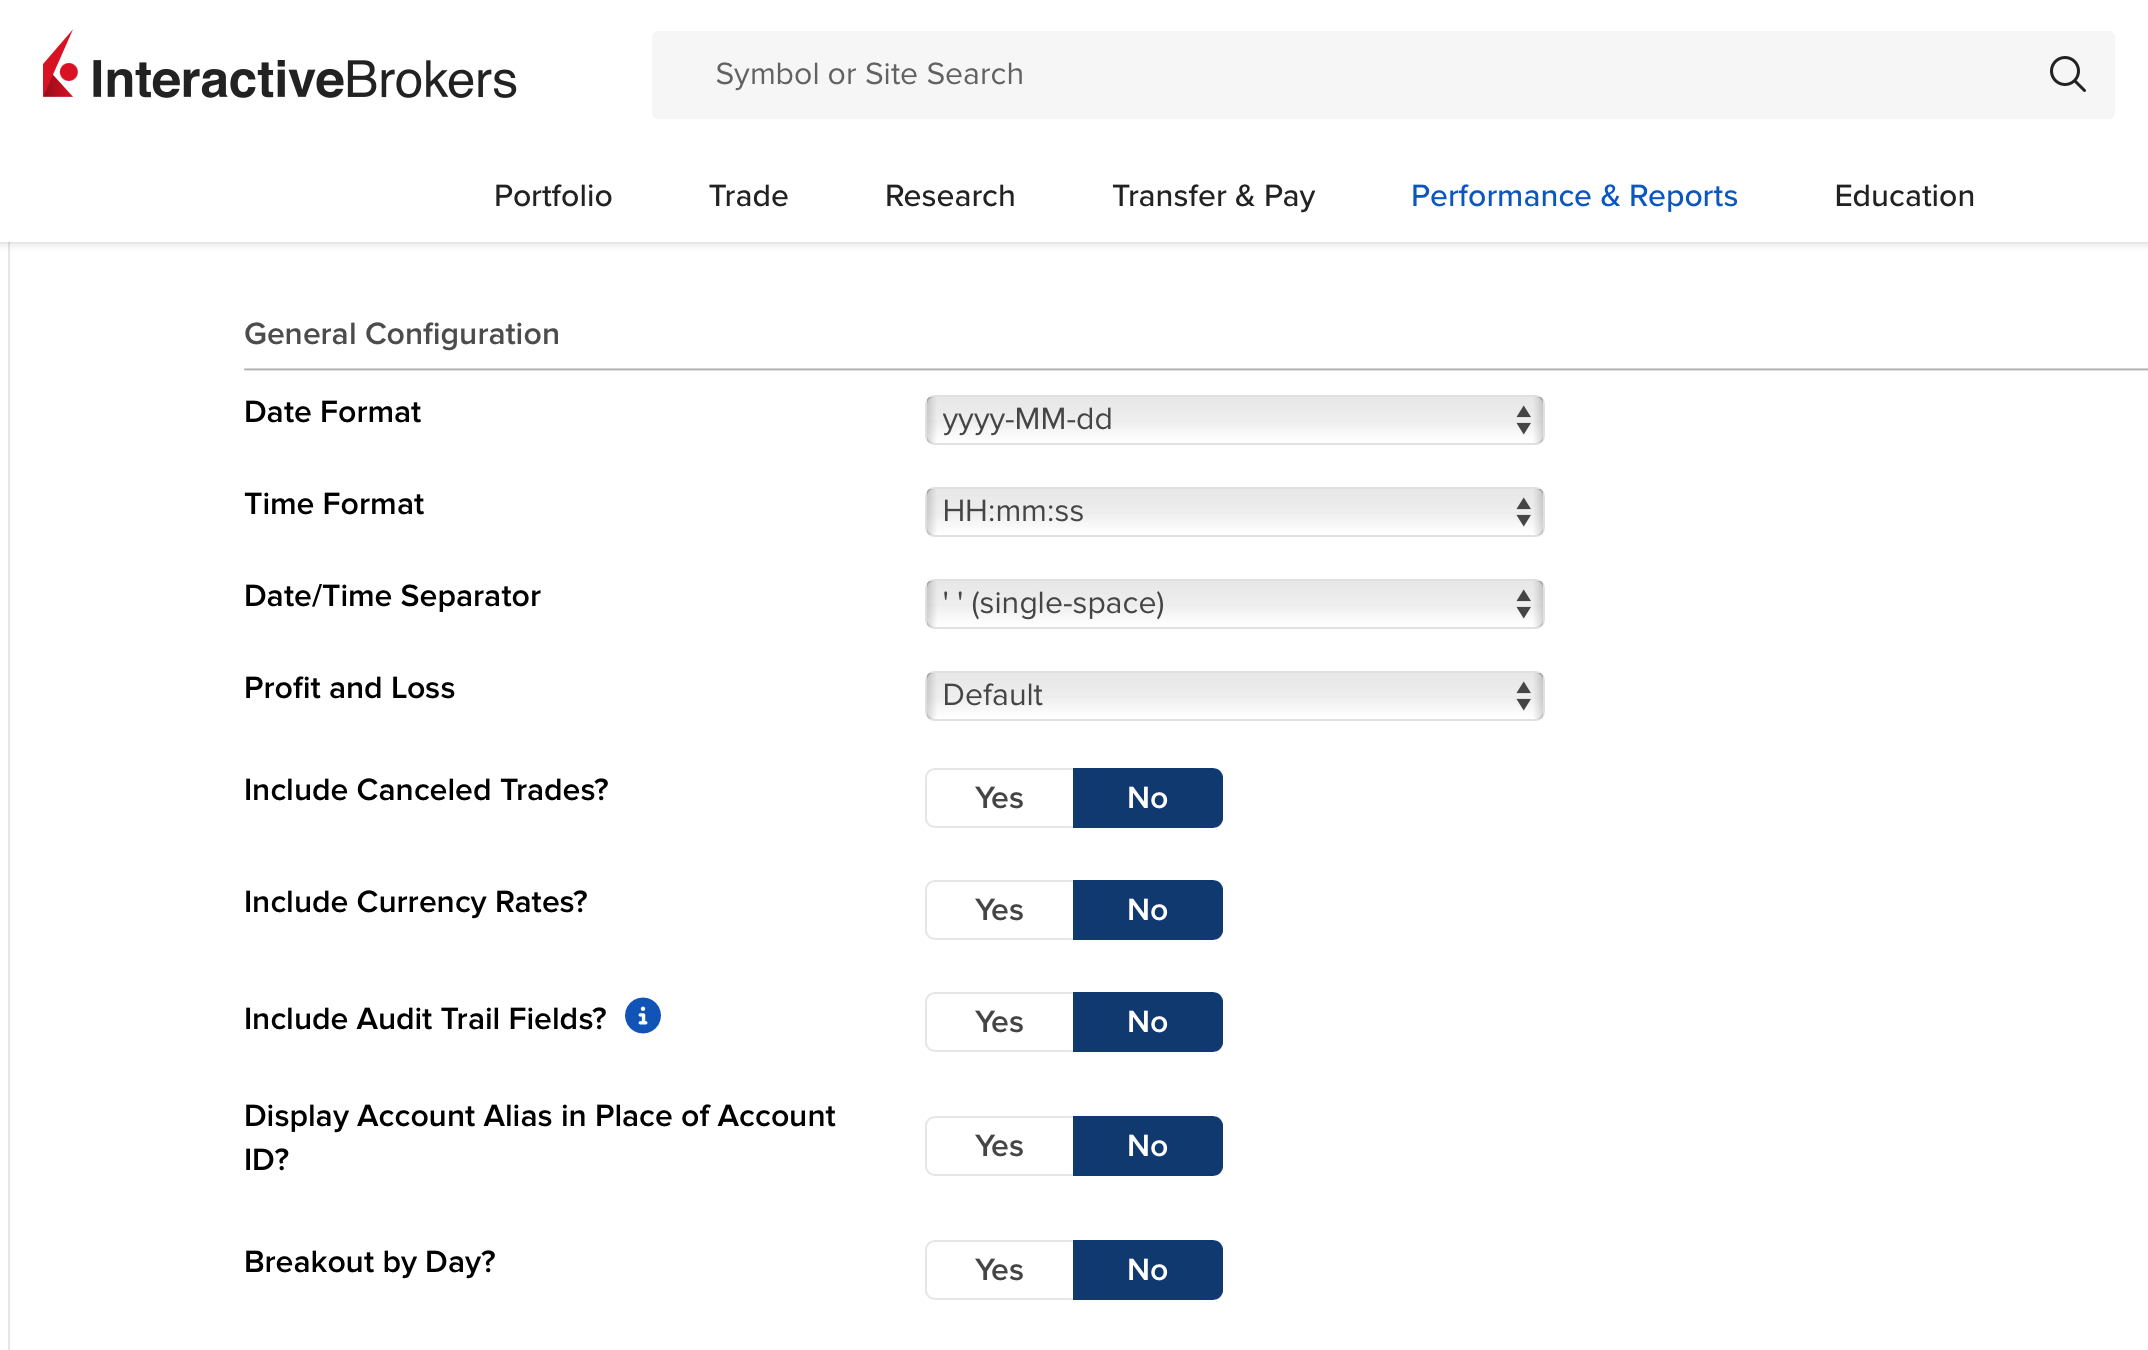 InteractiveBrokers
Symbol or Site Search
Portfolio Trade Research Transfer & Pay Performance & Reports Education
General Configuration
Date Format yyyy-MM-dd
Time Format HH:mm:ss
Date/Time Separator ' ' (single-space)
Profit and Loss Default
Include Canceled Trades? Yes No
Include Currency Rates? Yes No
Include Audit Trail Fields? i Yes No
Display Account Alias in Place of Account
ID? Yes No
Breakout by Day? Yes No